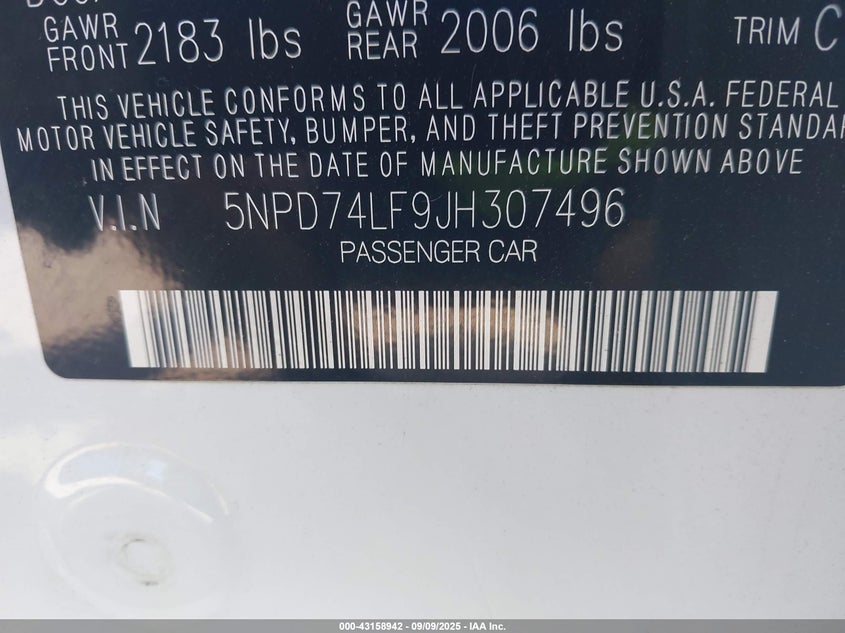 GAWR FRONT 2183 lbs GAWR REAR 2006 lbs TRIM C
THIS VEHICLE CONFORMS TO ALL APPLICABLE U.S.A. FEDERAL
MOTOR VEHICLE SAFETY, BUMPER, AND THEFT PREVENTION STANDAR
IN EFFECT ON THE DATE OF MANUFACTURE SHOWN ABOVE
V.I.N 5NPD74LF9JH307496
PASSENGER CAR
000-43158942 - 09/09/2025 - IAA Inc.